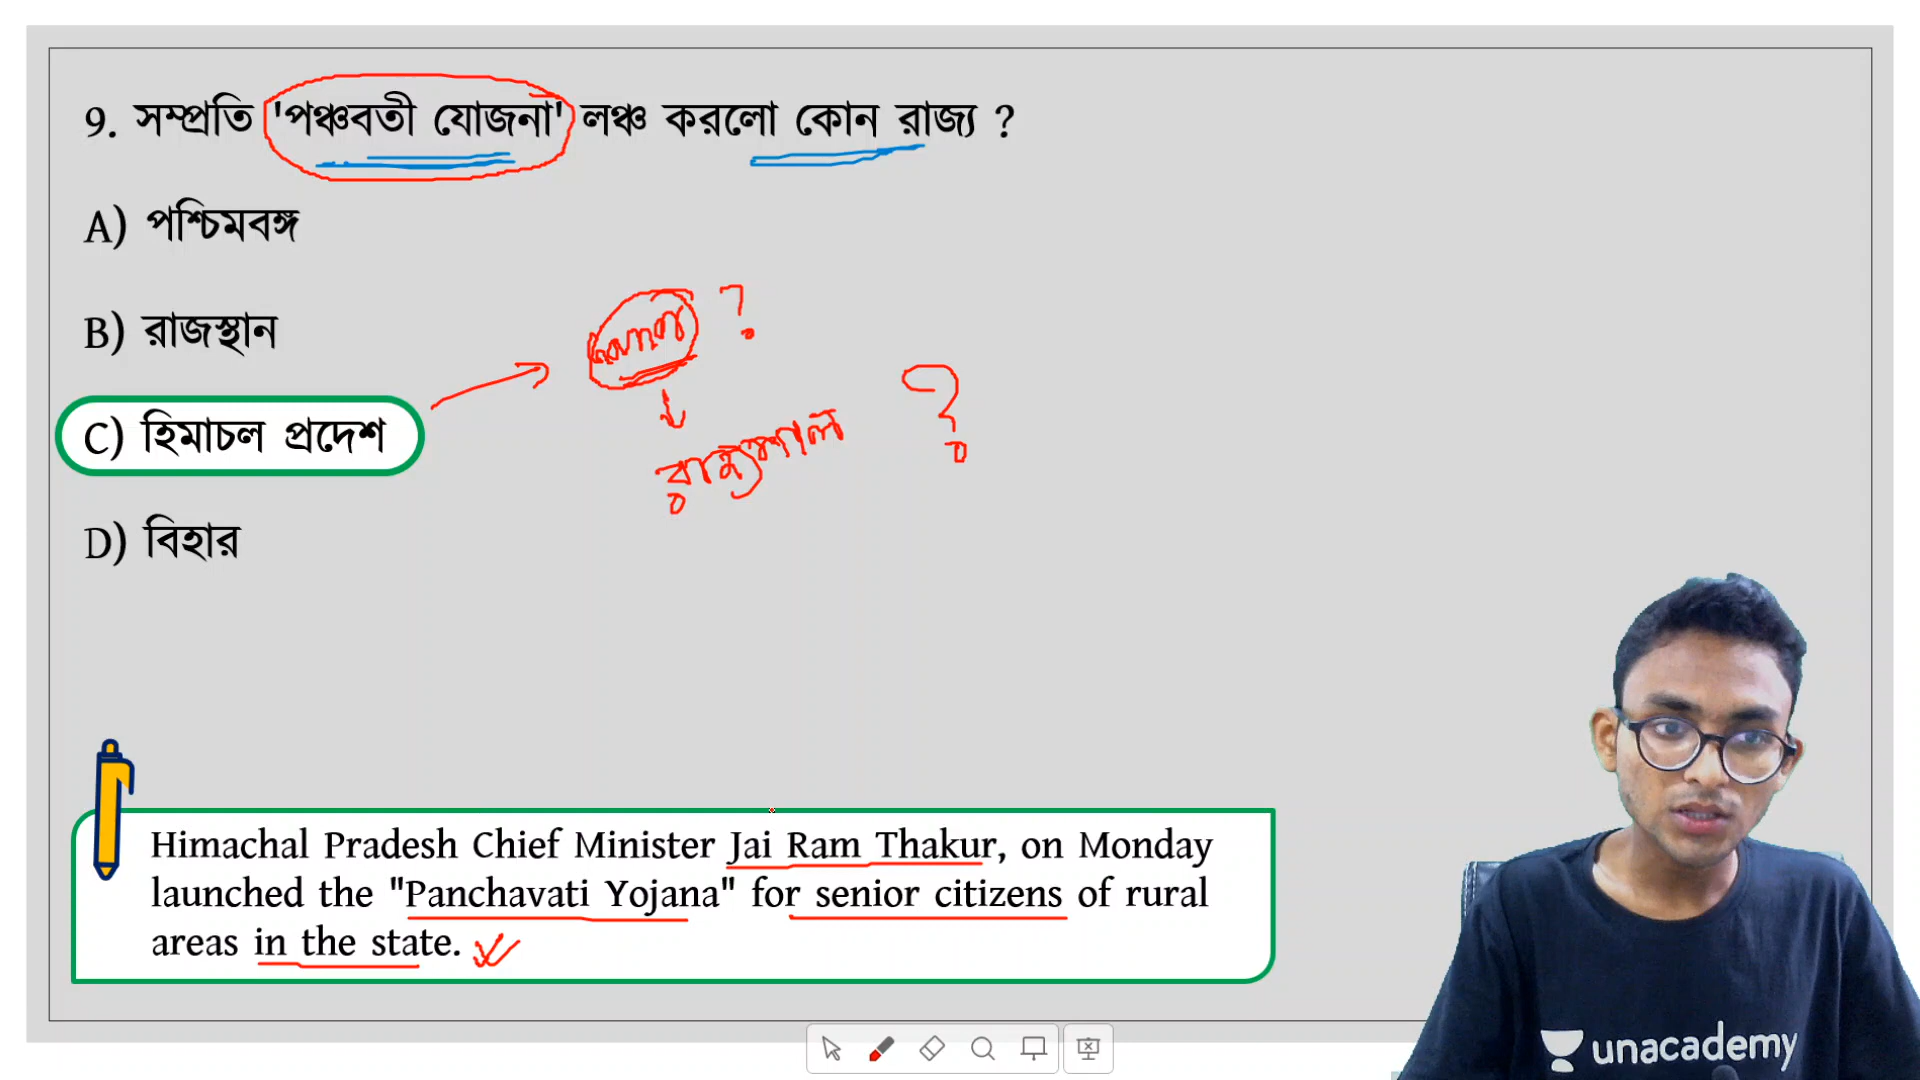 9. সম্প্রতি 'পঞ্চবতী যোজনা' লঞ্চ করলো কোন রাজ্য ?
A) পশ্চিমবঙ্গ
B) রাজস্থান
?
?
C) হিমাচল প্রদেশ
D) বিহার
Himachal Pradesh Chief Minister Jai Ram Thakur, on Monday
launched the "Panchavati Yojana" for senior citizens of rural
areas in the state.
unacademy